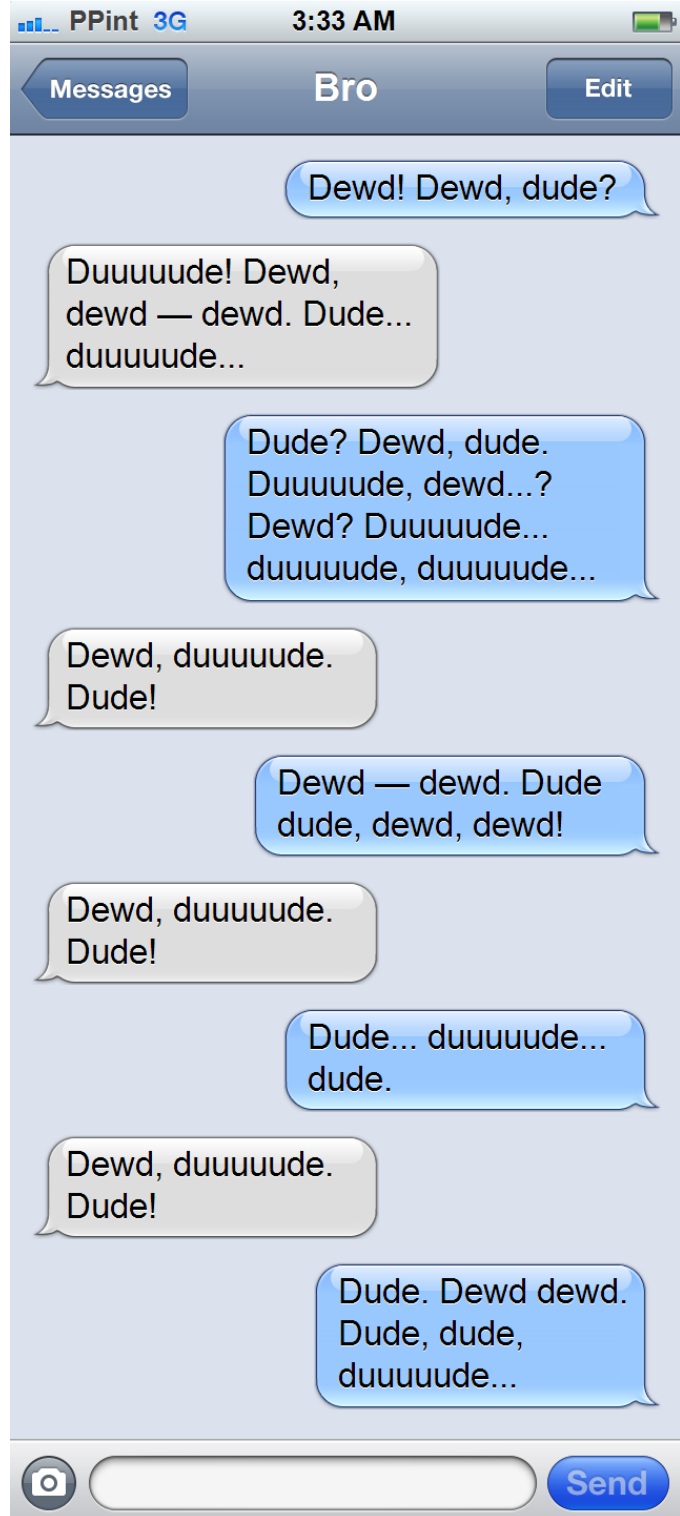 PPint 3G 3:33 AM
Messages Bro Edit
Dewd! Dewd, dude?
Duuuuude! Dewd,
dewd — dewd. Dude...
duuuuude...
Dude? Dewd, dude.
Duuuuude, dewd...?
Dewd? Duuuuude...
duuuuude, duuuuude...
Dewd, duuuuude.
Dude!
Dewd — dewd. Dude
dude, dewd, dewd!
Dewd, duuuuude.
Dude!
Dude... duuuuude...
dude.
Dewd, duuuuude.
Dude!
Dude. Dewd dewd.
Dude, dude,
duuuuude...
Send